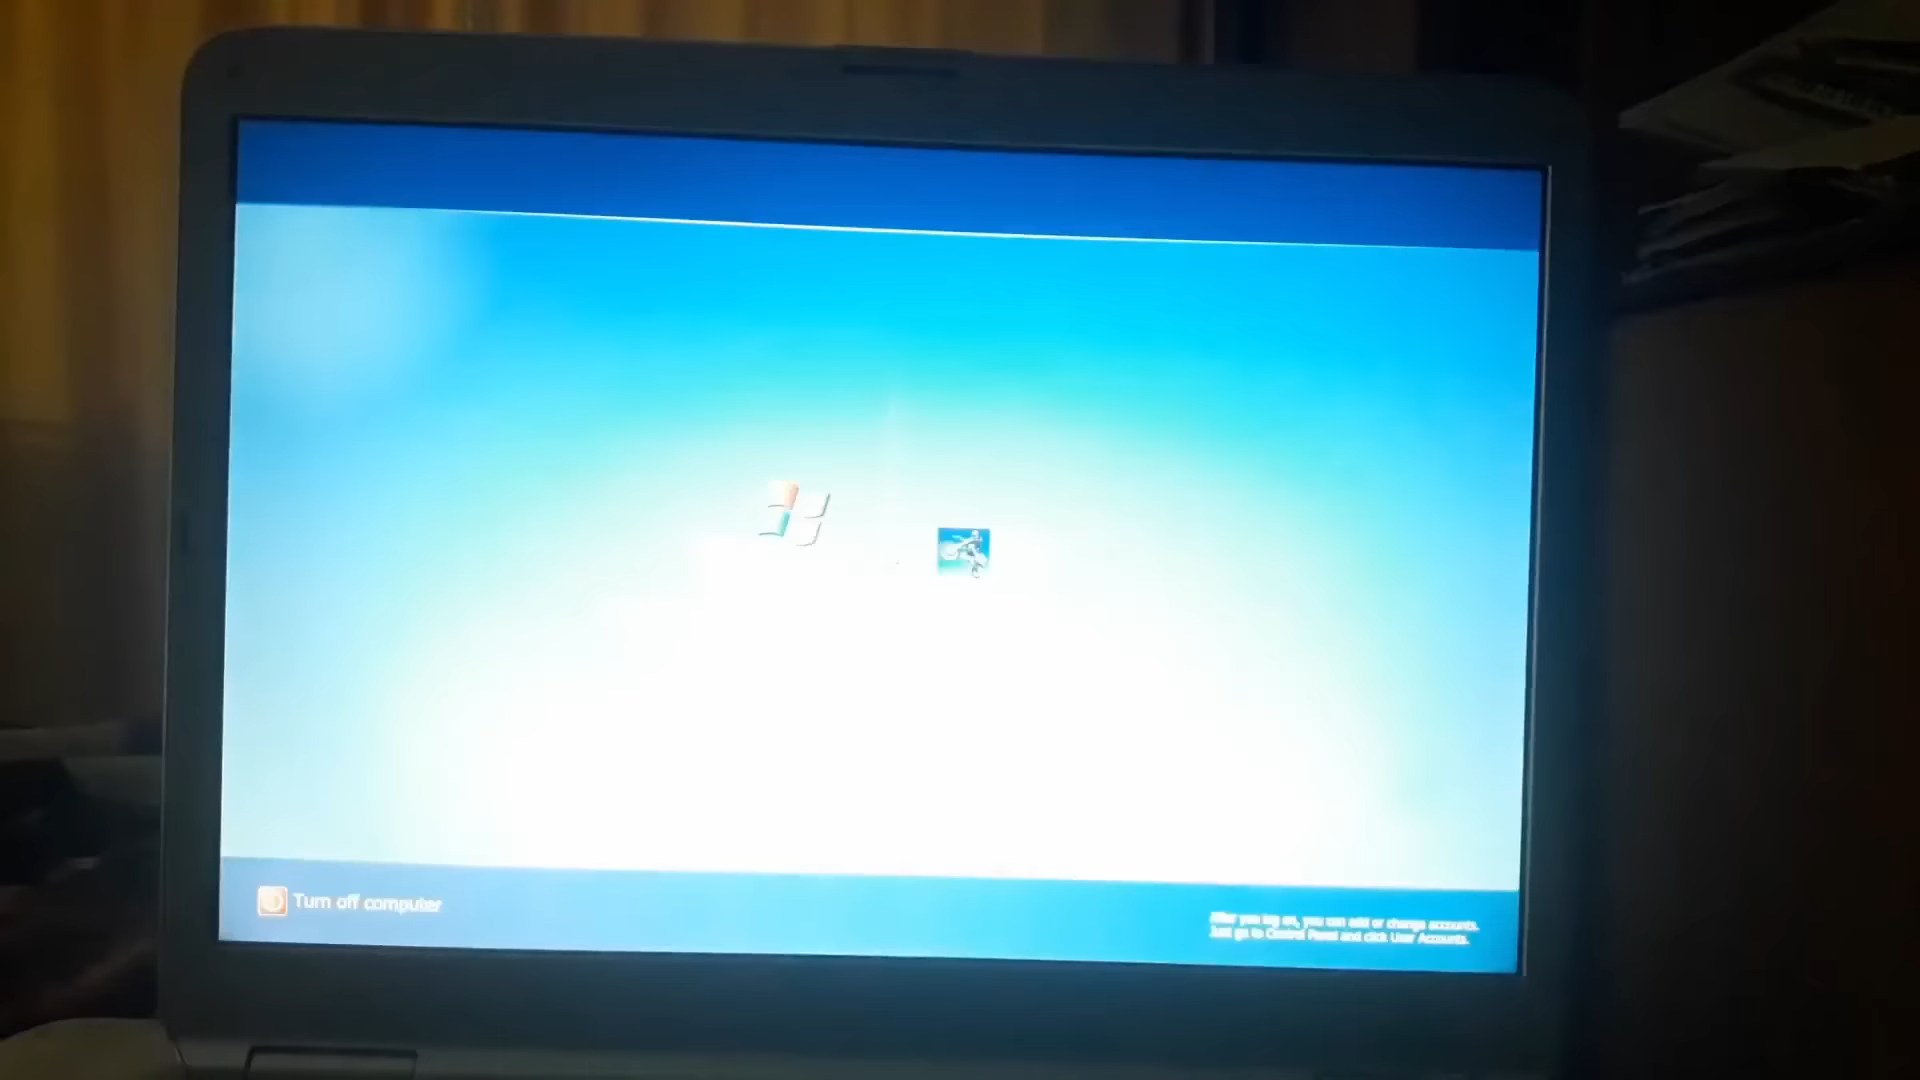 Turn off computer
After you log on, you can add or change accounts.
Just go to Control Panel and click User Accounts.